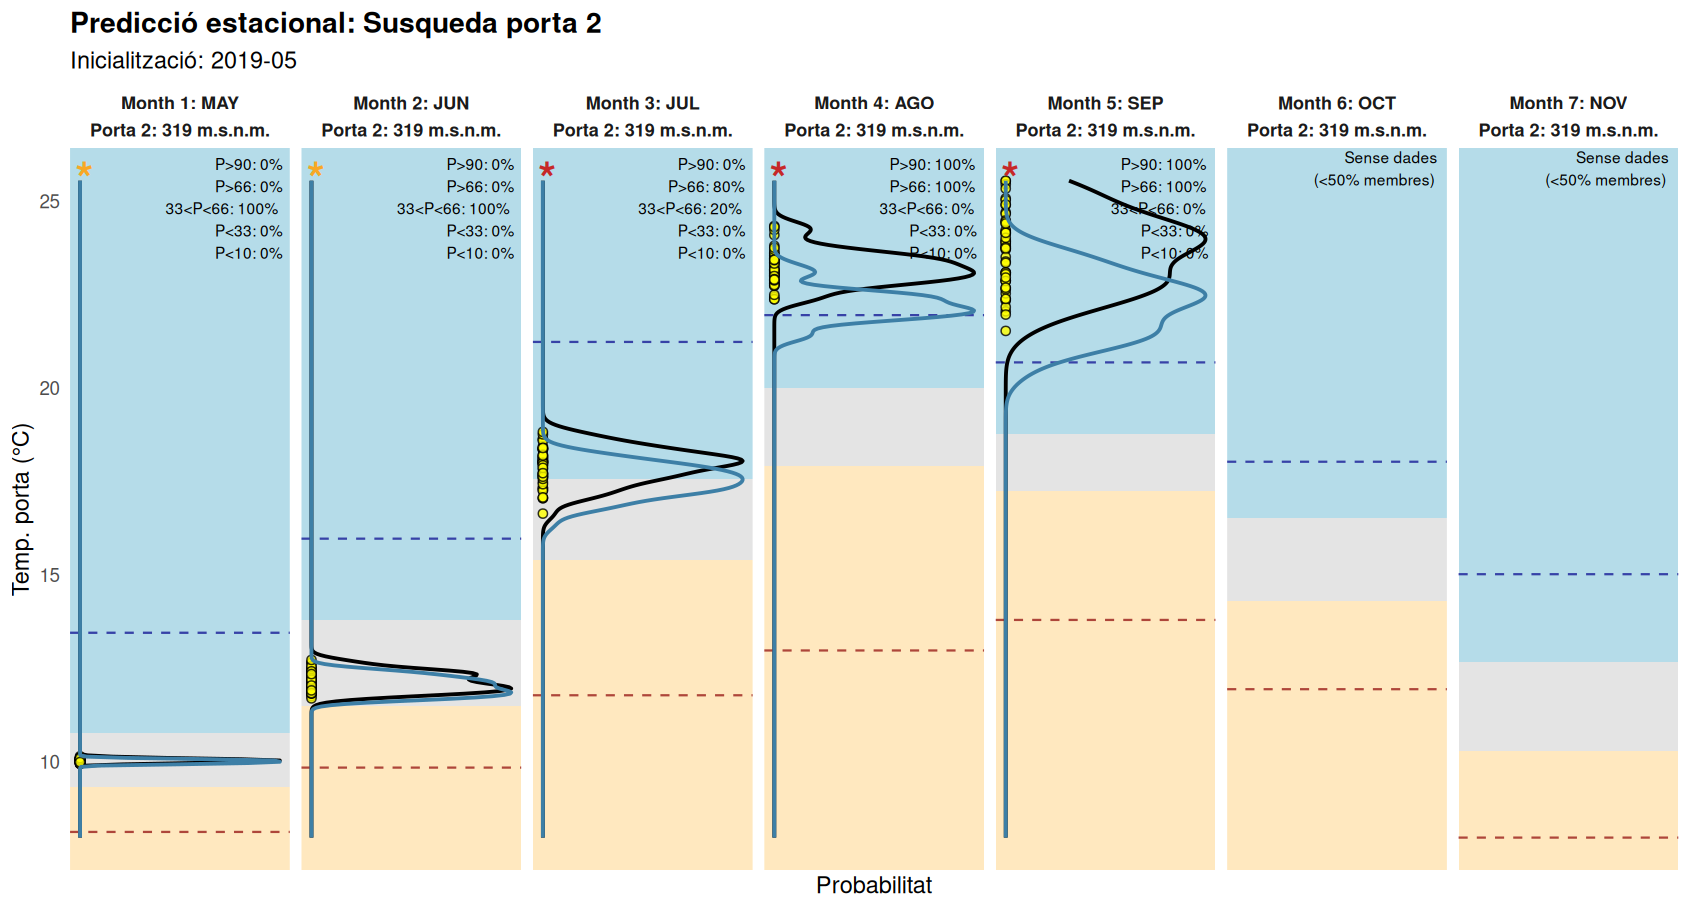 Predicció estacional: Susqueda porta 2
Inicialització: 2019-05
Month 1: MAY
Porta 2: 319 m.s.n.m.
Month 2: JUN
Porta 2: 319 m.s.n.m.
Month 3: JUL
Porta 2: 319 m.s.n.m.
Month 4: AGO
Porta 2: 319 m.s.n.m.
Month 5: SEP
Porta 2: 319 m.s.n.m.
Month 6: OCT
Porta 2: 319 m.s.n.m.
Month 7: NOV
Porta 2: 319 m.s.n.m.
*
P>90: 0%
P>66: 0%
33<P<66: 100%
P<33: 0%
P<10: 0%
*
P>90: 0%
P>66: 0%
33<P<66: 100%
P<33: 0%
P<10: 0%
*
P>90: 0%
P>66: 80%
33<P<66: 20%
P<33: 0%
P<10: 0%
*
P>90: 100%
P>66: 100%
33<P<66: 0%
P<33: 0%
P<10: 0%
*
P>90: 100%
P>66: 100%
33<P<66: 0%
P<33: 0%
P<10: 0%
Sense dades
(<50% membres)
Sense dades
(<50% membres)
25
20
15
10
Temp. porta (°C)
Probabilitat